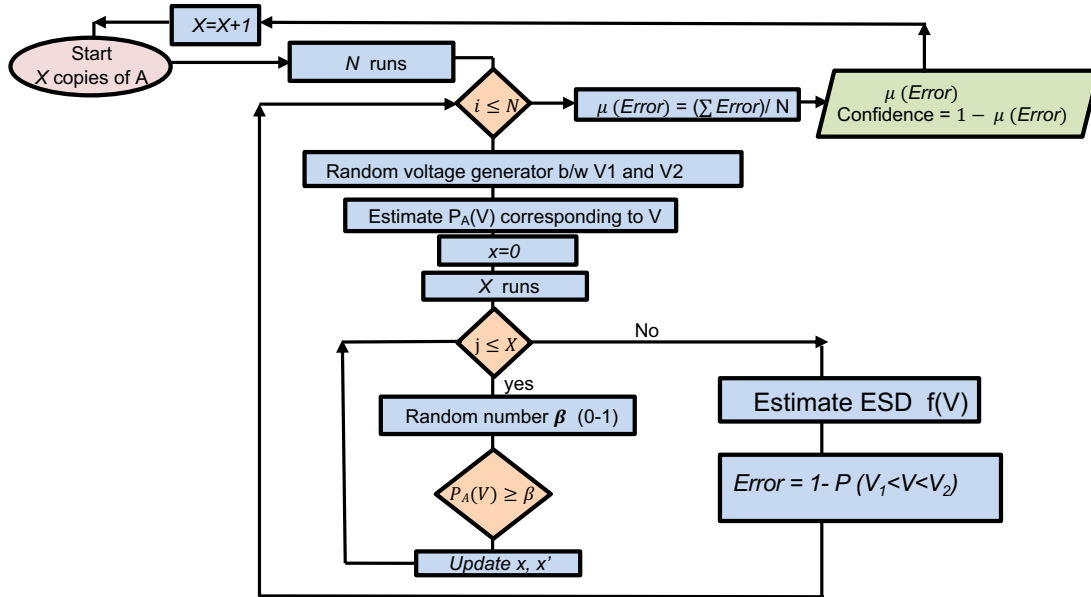 X=X+1
Start
X copies of A
N runs
i ≤ N
μ (Error) = (∑ Error)/ N
μ (Error)
Confidence = 1 − μ (Error)
Random voltage generator b/w V1 and V2
Estimate PA(V) corresponding to V
x=0
X runs
j ≤ X
No
yes
Random number β (0-1)
Estimate ESD f(V)
P_A(V) ≥ β
Error = 1- P (V₁<V<V₂)
Update x, x'